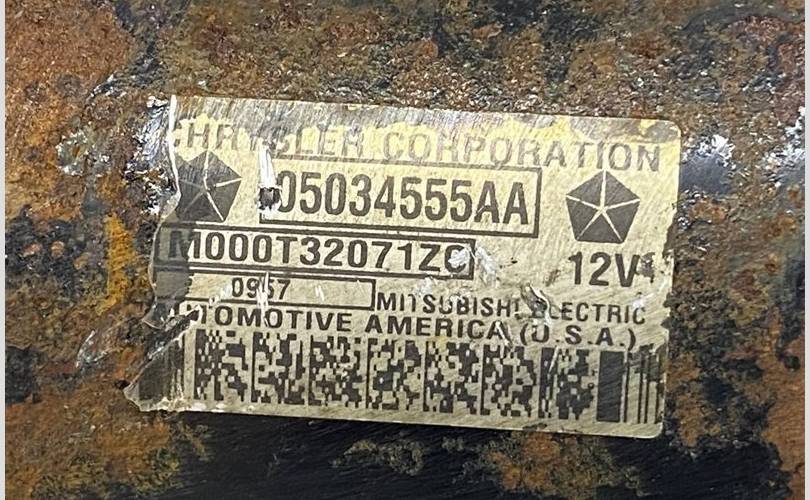 CHRYSLER CORPORATION
05034555AA
M000T32071ZC
12V
0957
MITSUBISHI ELECTRIC
AUTOMOTIVE AMERICA (U.S.A.)